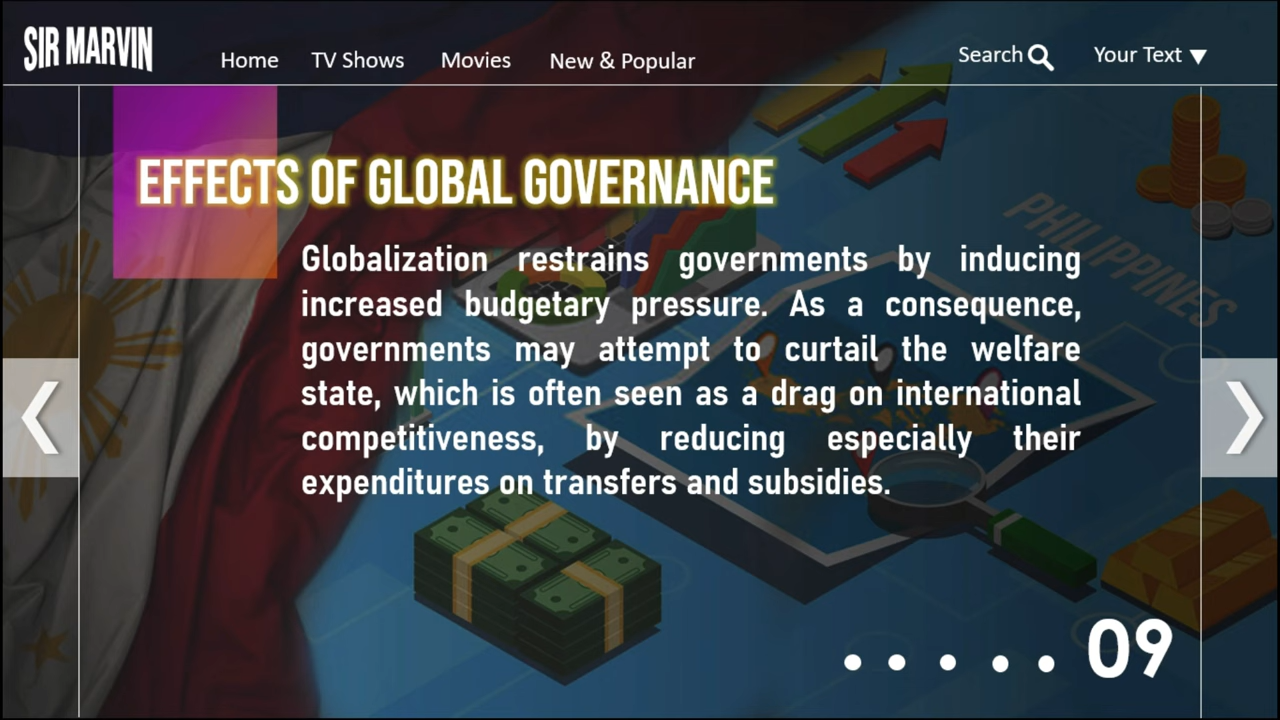 SIR MARVIN
Home TV Shows Movies New & Popular Search Your Text
EFFECTS OF GLOBAL GOVERNANCE
PHILIPPINES
Globalization restrains governments by inducing
increased budgetary pressure. As a consequence,
governments may attempt to curtail the welfare
state, which is often seen as a drag on international
competitiveness, by reducing especially their
expenditures on transfers and subsidies.
09